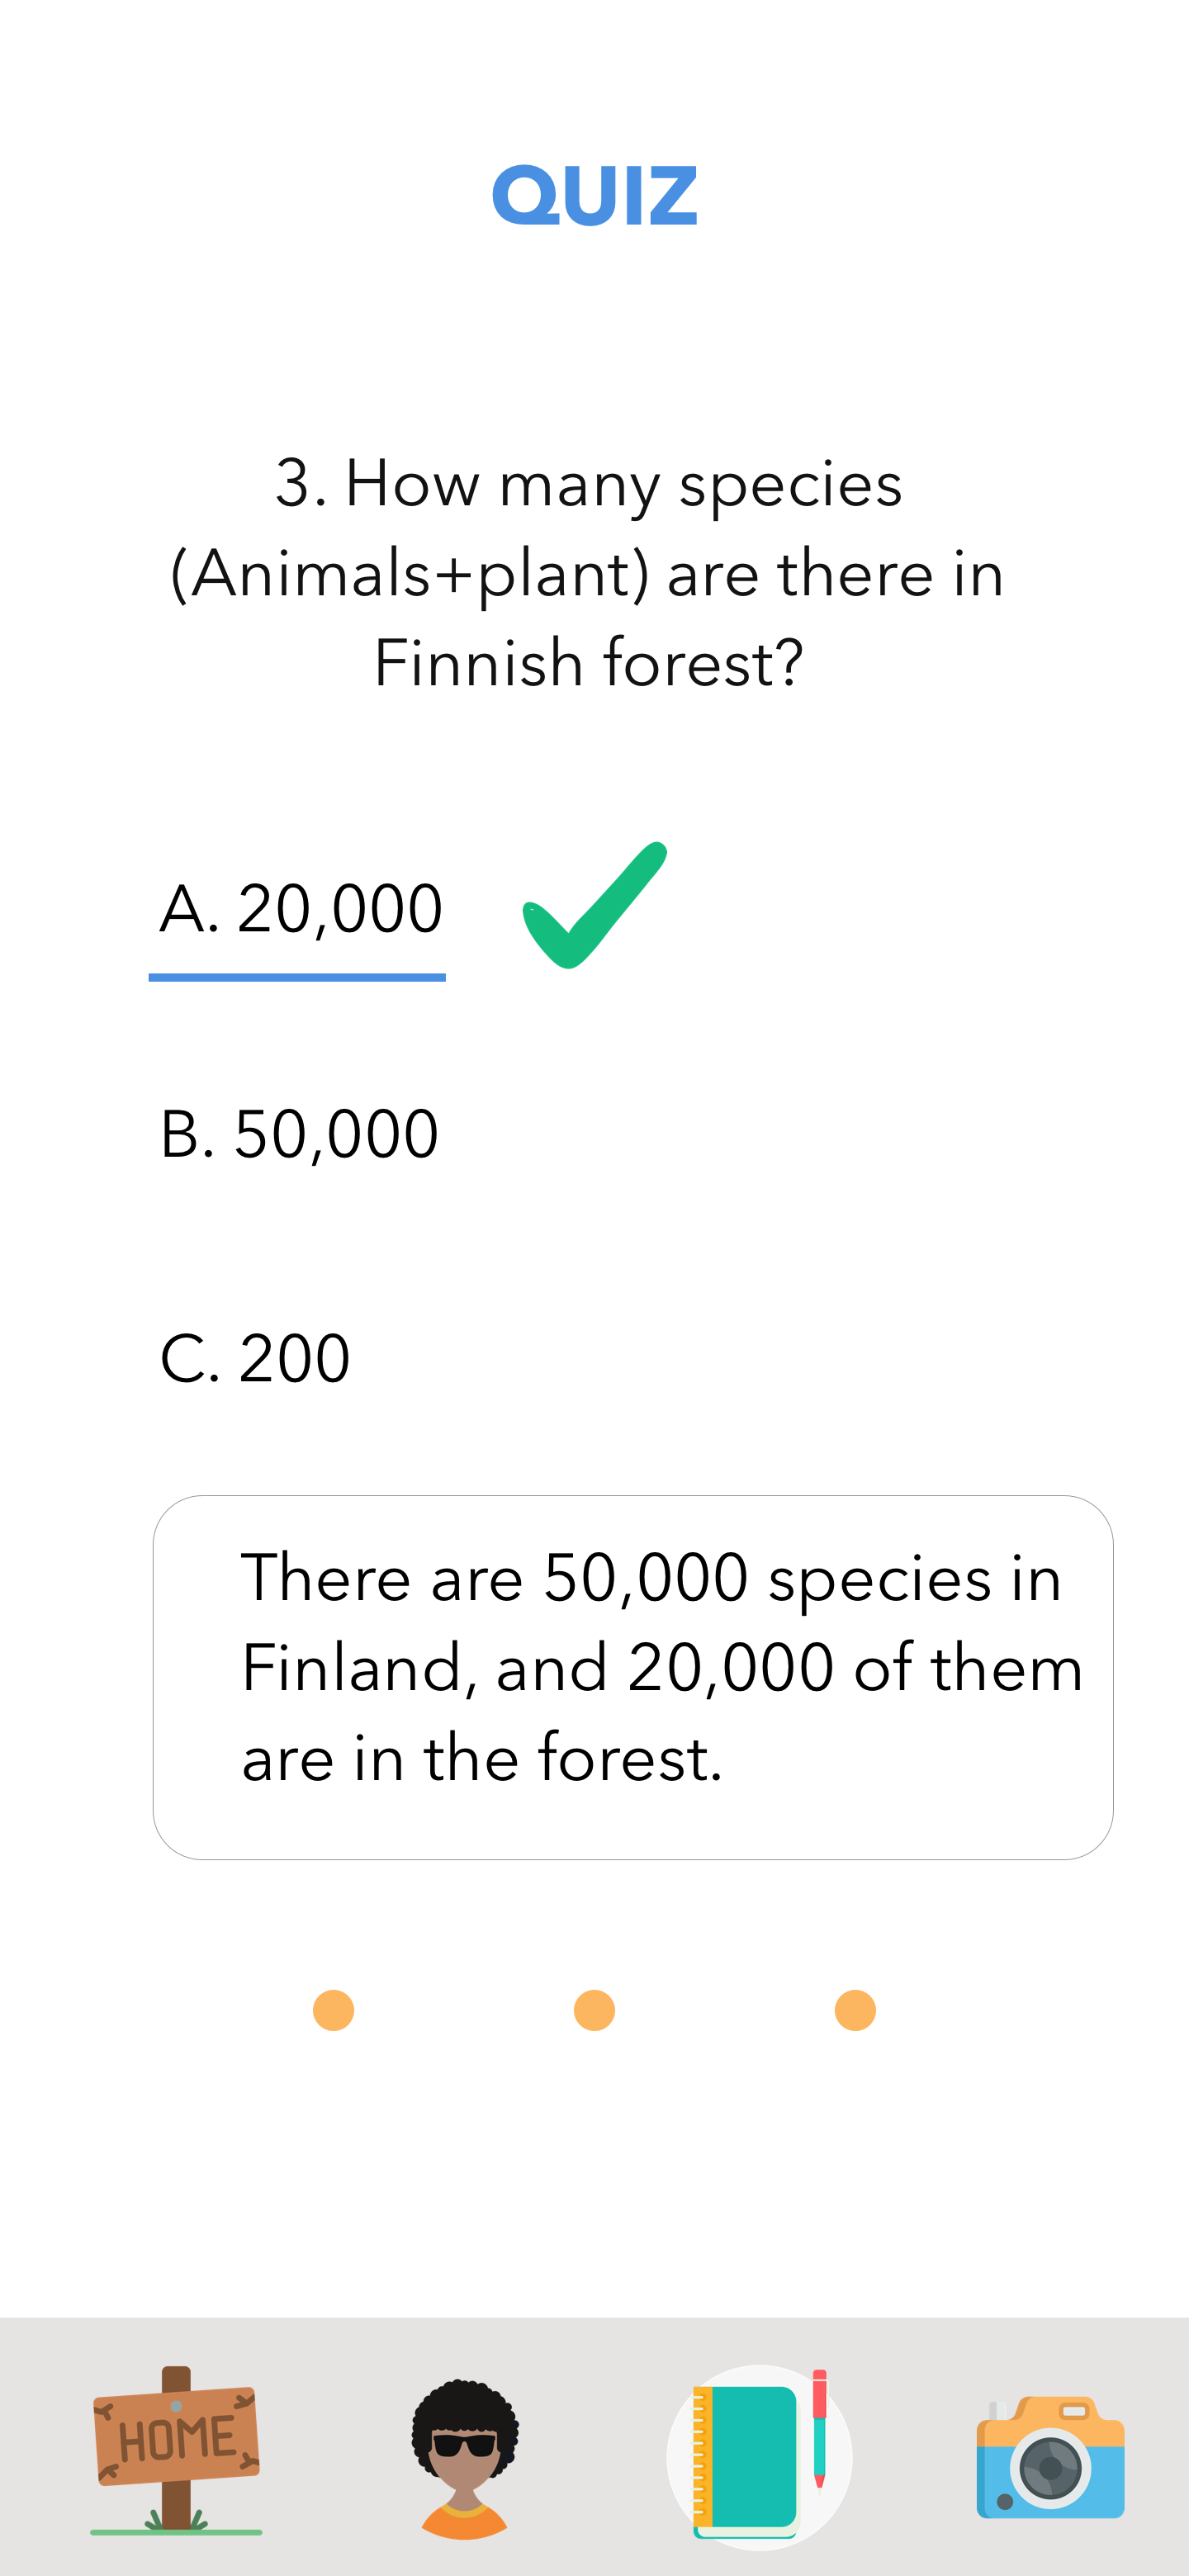 QUIZ
3. How many species
(Animals+plant) are there in
Finnish forest?
A. 20,000
B. 50,000
C. 200
There are 50,000 species in
Finland, and 20,000 of them
are in the forest.
HOME